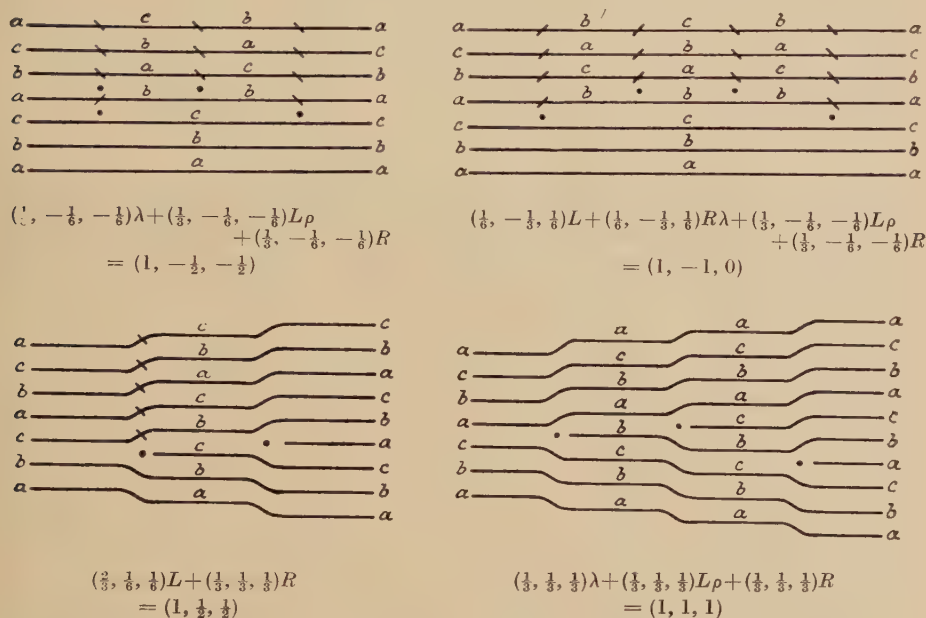 a c b a
c b a c
b a c b
a b b a
c c c
b b b
a a a
−1/6, −1/6)λ+(1/3, −1/6, −1/6)Lρ
+(1/3, −1/6, −1/6)R
= (1, −1/2, −1/2)
a b c b a
c a b a c
b c a c b
a b b b a
c c c
b b b
a a a
(1/6, −1/3, 1/6)L+(1/6, −1/3, 1/6)Rλ+(1/3, −1/6, −1/6)Lρ
+(1/3, −1/6, −1/6)R
= (1, −1, 0)
a c c
c b b
b a a
a c c
c b b
a
c c
b b b
a a a
(2/3, 1/6, 1/6)L+(1/3, 1/3, 1/3)R
= (1, 1/2, 1/2)
a a a a
c c c c
b b b b
a a a a
c c
b b b
a
c c c
b b b b
a a a a
(1/3, 1/3, 1/3)λ+(1/3, 1/3, 1/3)Lρ+(1/3, 1/3, 1/3)R
= (1, 1, 1)